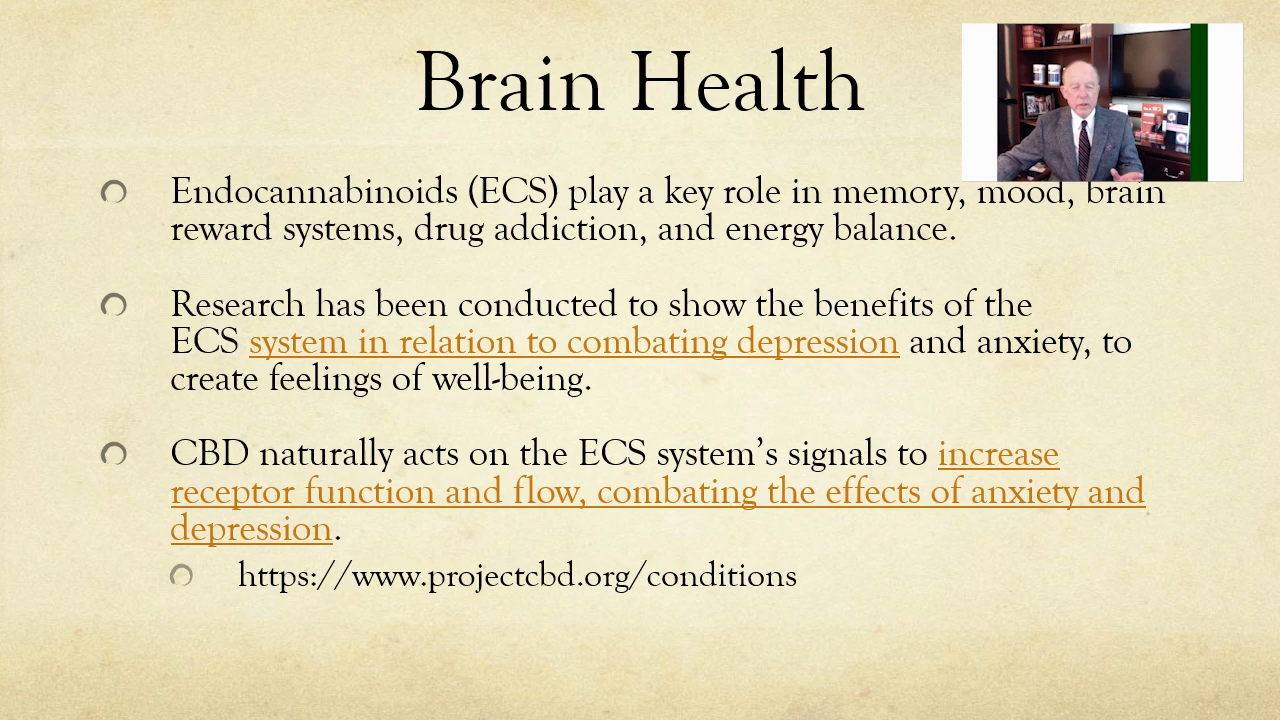 Brain Health
Endocannabinoids (ECS) play a key role in memory, mood, brain
reward systems, drug addiction, and energy balance.
Research has been conducted to show the benefits of the
ECS system in relation to combating depression and anxiety, to
create feelings of well-being.
CBD naturally acts on the ECS system’s signals to increase
receptor function and flow, combating the effects of anxiety and
depression.
https://www.projectcbd.org/conditions